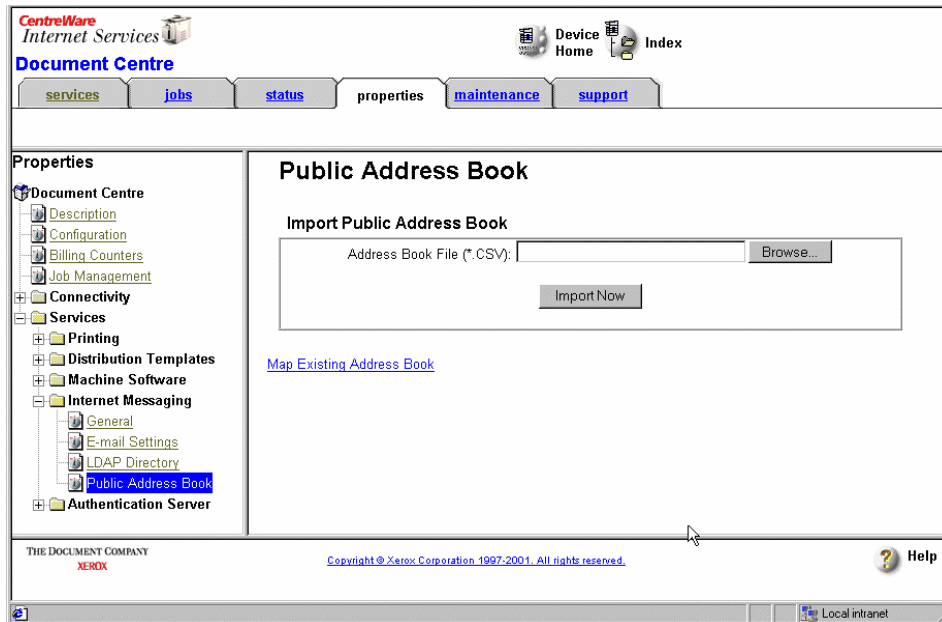 CentreWare
Internet Services
Device Home
Index
Document Centre
services jobs status properties maintenance support
Properties
Document Centre
Description
Configuration
Billing Counters
Job Management
Connectivity
Services
Printing
Distribution Templates
Machine Software
Internet Messaging
General
E-mail Settings
LDAP Directory
Public Address Book
Authentication Server
Public Address Book
Import Public Address Book
Address Book File (*.CSV): Browse...
Import Now
Map Existing Address Book
THE DOCUMENT COMPANY
XEROX
Copyright © Xerox Corporation 1997-2001. All rights reserved.
Help
Local intranet